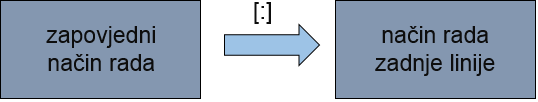 zapovjedni
način rada
[:]
način rada
zadnje linije